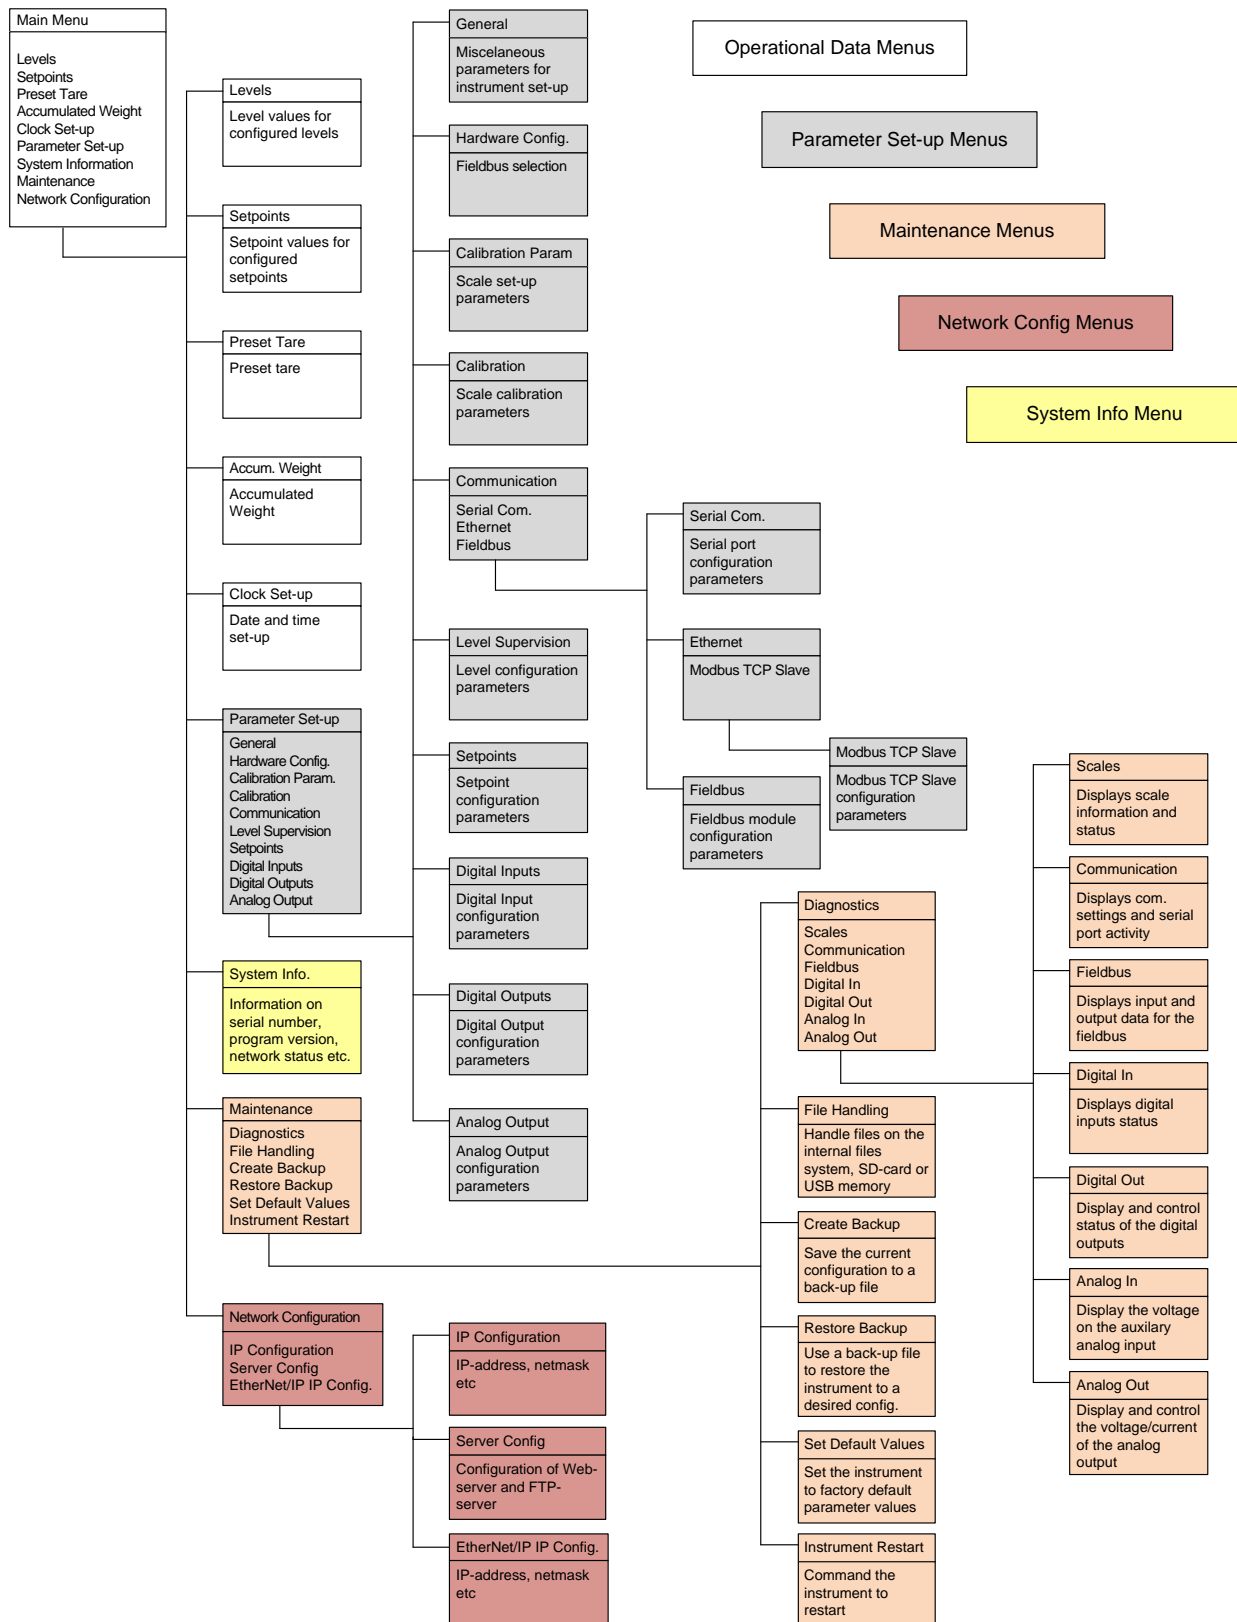 Main Menu
Levels
Setpoints
Preset Tare
Accumulated Weight
Clock Set-up
Parameter Set-up
System Information
Maintenance
Network Configuration
Levels
Level values for
configured levels
Setpoints
Setpoint values for
configured
setpoints
Preset Tare
Preset tare
Accum. Weight
Accumulated
Weight
Clock Set-up
Date and time
set-up
Parameter Set-up
General
Hardware Config.
Calibration Param.
Calibration
Communication
Level Supervision
Setpoints
Digital Inputs
Digital Outputs
Analog Output
System Info.
Information on
serial number,
program version,
network status etc.
Maintenance
Diagnostics
File Handling
Create Backup
Restore Backup
Set Default Values
Instrument Restart
Network Configuration
IP Configuration
Server Config
EtherNet/IP IP Config.
General
Miscelaneous
parameters for
instrument set-up
Hardware Config.
Fieldbus selection
Calibration Param
Scale set-up
parameters
Calibration
Scale calibration
parameters
Communication
Serial Com.
Ethernet
Fieldbus
Level Supervision
Level configuration
parameters
Setpoints
Setpoint
configuration
parameters
Digital Inputs
Digital Input
configuration
parameters
Digital Outputs
Digital Output
configuration
parameters
Analog Output
Analog Output
configuration
parameters
IP Configuration
IP-address, netmask
etc
Server Config
Configuration of Web-
server and FTP-
server
EtherNet/IP IP Config.
IP-address, netmask
etc
Operational Data Menus
Parameter Set-up Menus
Maintenance Menus
Network Config Menus
System Info Menu
Serial Com.
Serial port
configuration
parameters
Ethernet
Modbus TCP Slave
Fieldbus
Fieldbus module
configuration
parameters
Modbus TCP Slave
Modbus TCP Slave
configuration
parameters
Diagnostics
Scales
Communication
Fieldbus
Digital In
Digital Out
Analog In
Analog Out
File Handling
Handle files on the
internal files
system, SD-card or
USB memory
Create Backup
Save the current
configuration to a
back-up file
Restore Backup
Use a back-up file
to restore the
instrument to a
desired config.
Set Default Values
Set the instrument
to factory default
parameter values
Instrument Restart
Command the
instrument to
restart
Scales
Displays scale
information and
status
Communication
Displays com.
settings and serial
port activity
Fieldbus
Displays input and
output data for the
fieldbus
Digital In
Displays digital
inputs status
Digital Out
Display and control
status of the digital
outputs
Analog In
Display the voltage
on the auxilary
analog input
Analog Out
Display and control
the voltage/current
of the analog
output